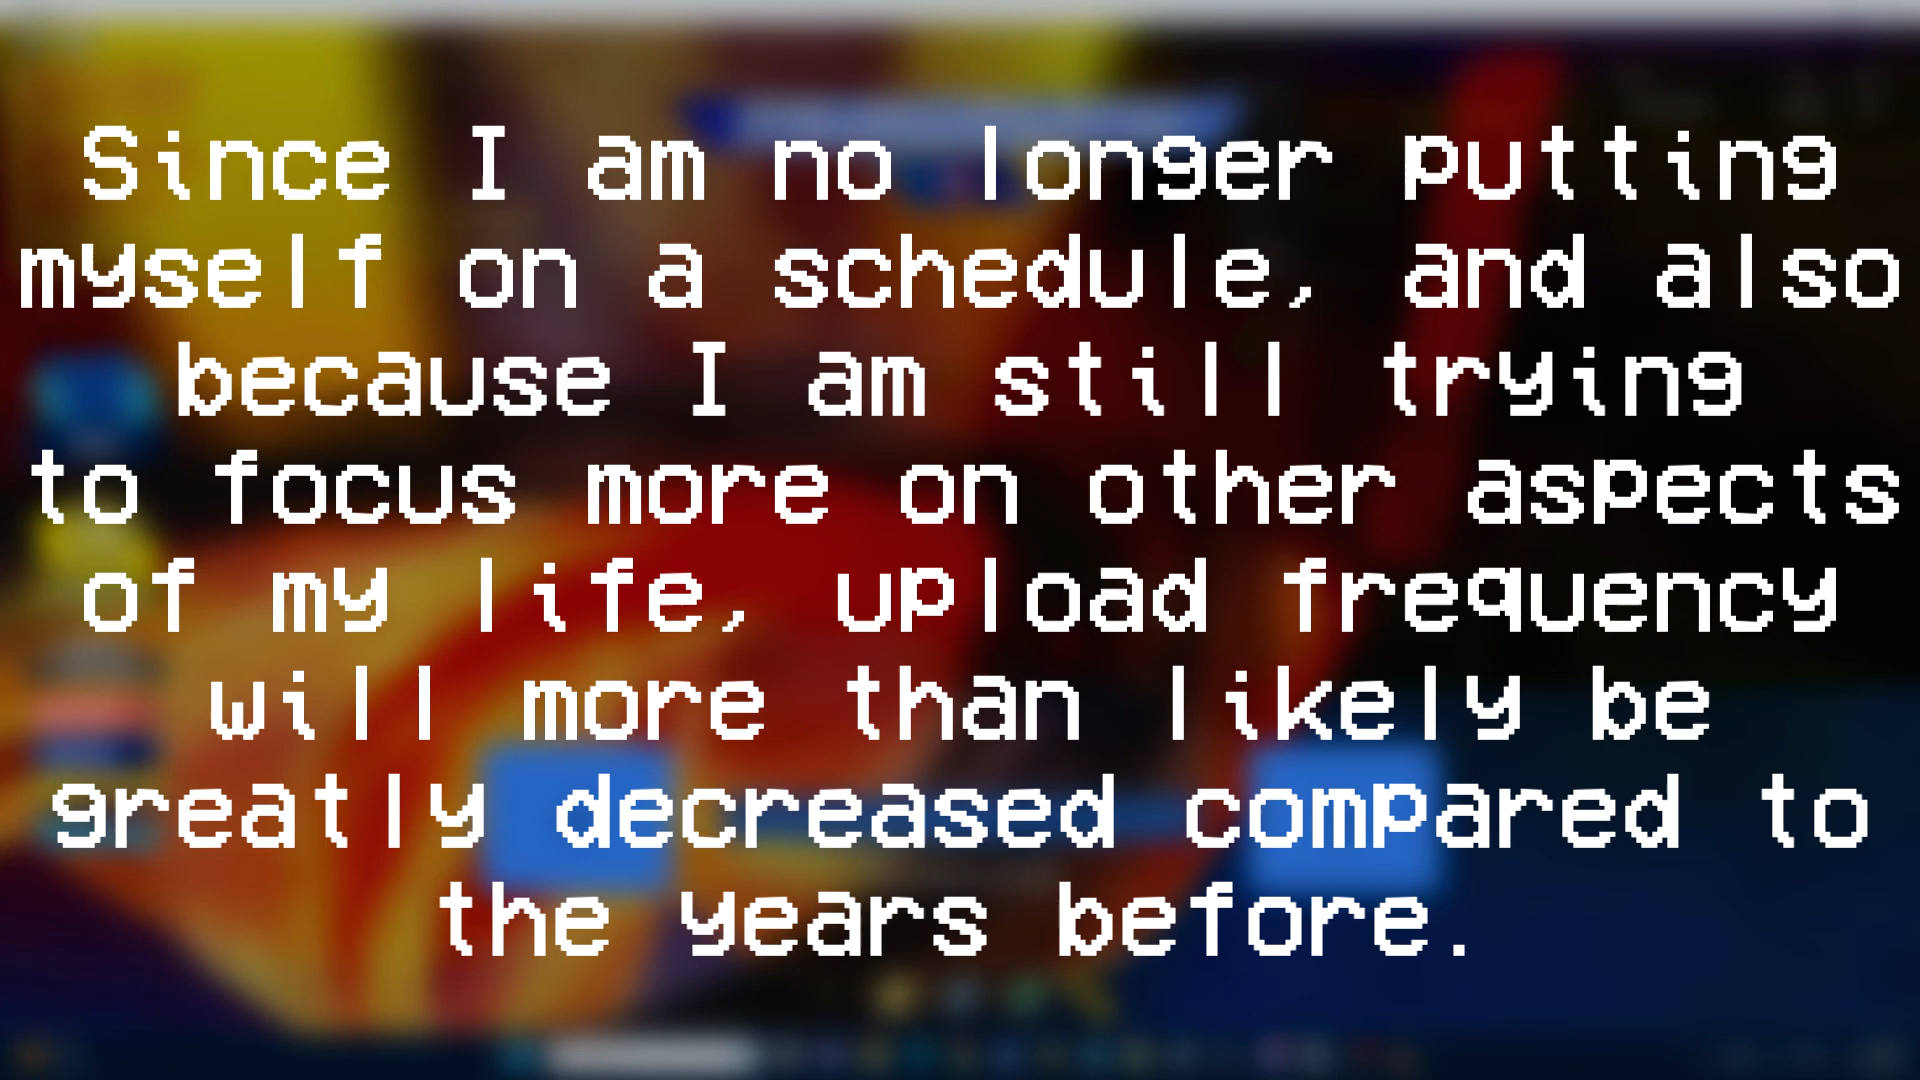 Since I am no longer putting
myself on a schedule, and also
because I am still trying
to focus more on other aspects
of my life, upload frequency
will more than likely be
greatly decreased compared to
the years before.